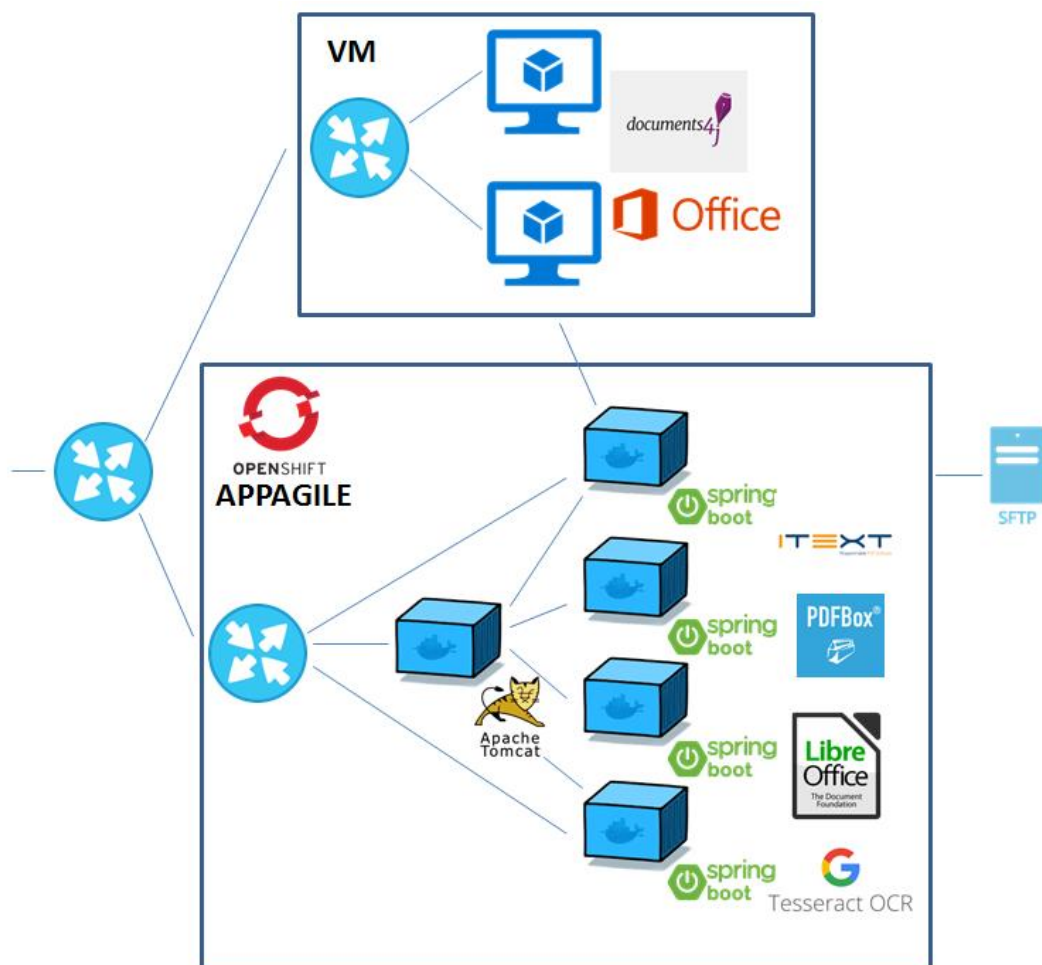 VM
documents4j
Office
OPENSHIFT
APPAGILE
spring
boot
iTEXT
spring
boot
PDFBox®
Apache
Tomcat
spring
boot
Libre
Office
The Document
Foundation
spring
boot
G
Tesseract OCR
SFTP